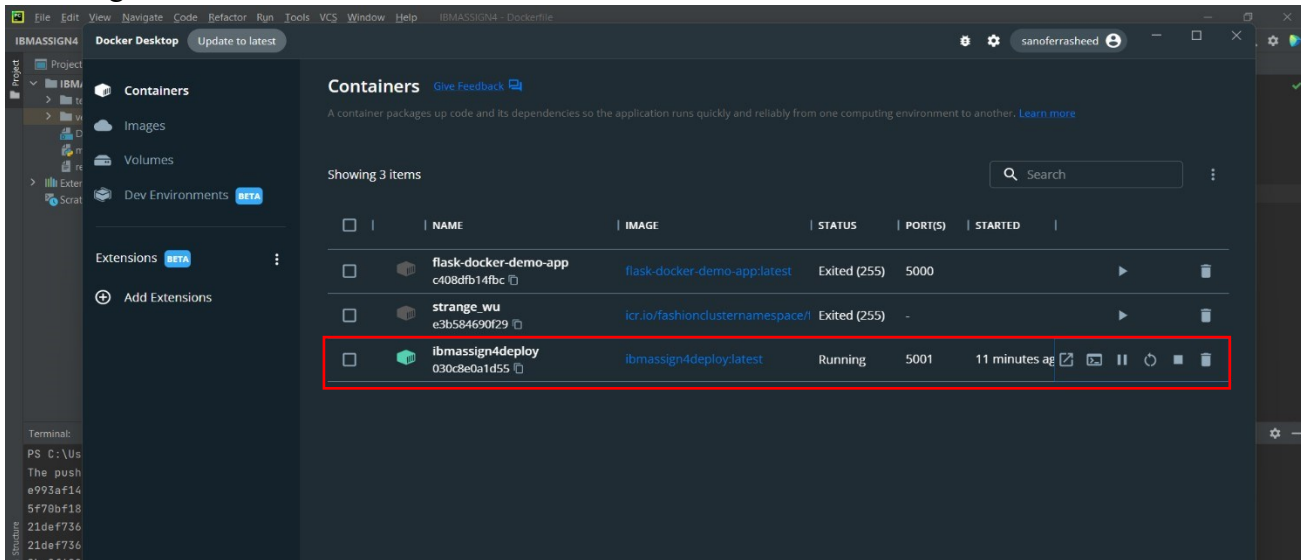 File Edit View Navigate Code Refactor Run Tools VCS Window Help IBMASSIGN4 - Dockerfile
IBMASSIGN4 Docker Desktop Update to latest sanoferrasheed
Project
Project
Containers
Images
Volumes
Dev Environments BETA
Extensions BETA
Add Extensions
Containers Give Feedback
A container packages up code and its dependencies so the application runs quickly and reliably from one computing environment to another. Learn more
Showing 3 items Search
NAME IMAGE STATUS PORT(S) STARTED
flask-docker-demo-app flask-docker-demo-app:latest Exited (255) 5000
c408dfb14fbc
strange_wu icr.io/fashionclusternamespace/ Exited (255) -
e3b584690f29
ibmassign4deploy ibmassign4deploy:latest Running 5001 11 minutes ag
030c8e0a1d55
Terminal:
PS C:\Us
The push
e993af14
5f70bf18
21def736
21def736
Structure